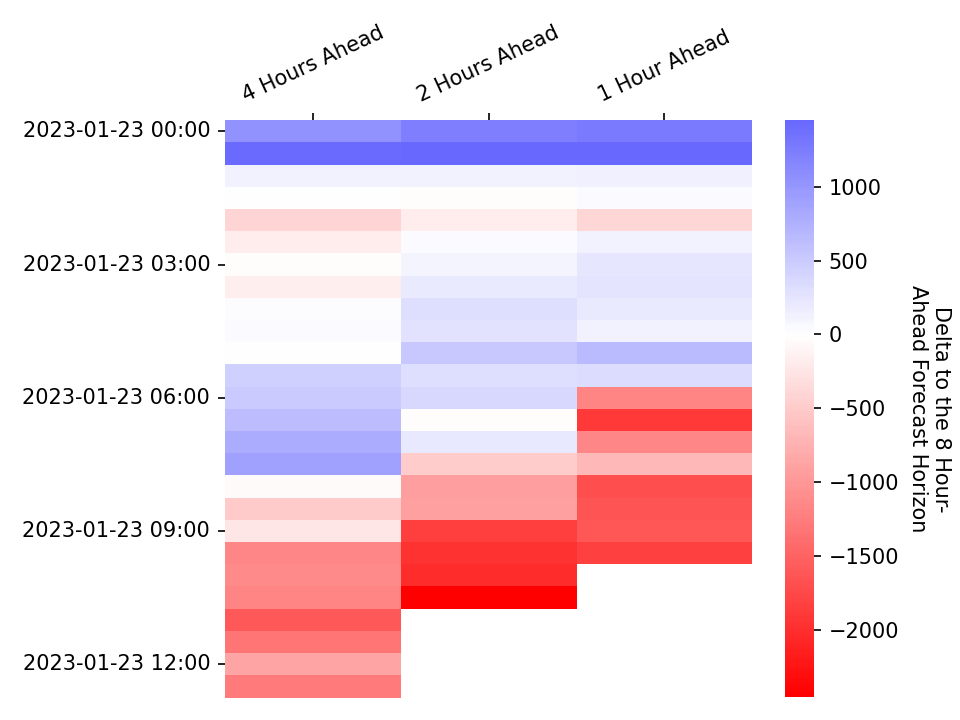 4 Hours Ahead
2 Hours Ahead
1 Hour Ahead
2023-01-23 00:00
2023-01-23 03:00
2023-01-23 06:00
2023-01-23 09:00
2023-01-23 12:00
1000
500
0
−500
−1000
−1500
−2000
Delta to the 8 Hour-
Ahead Forecast Horizon